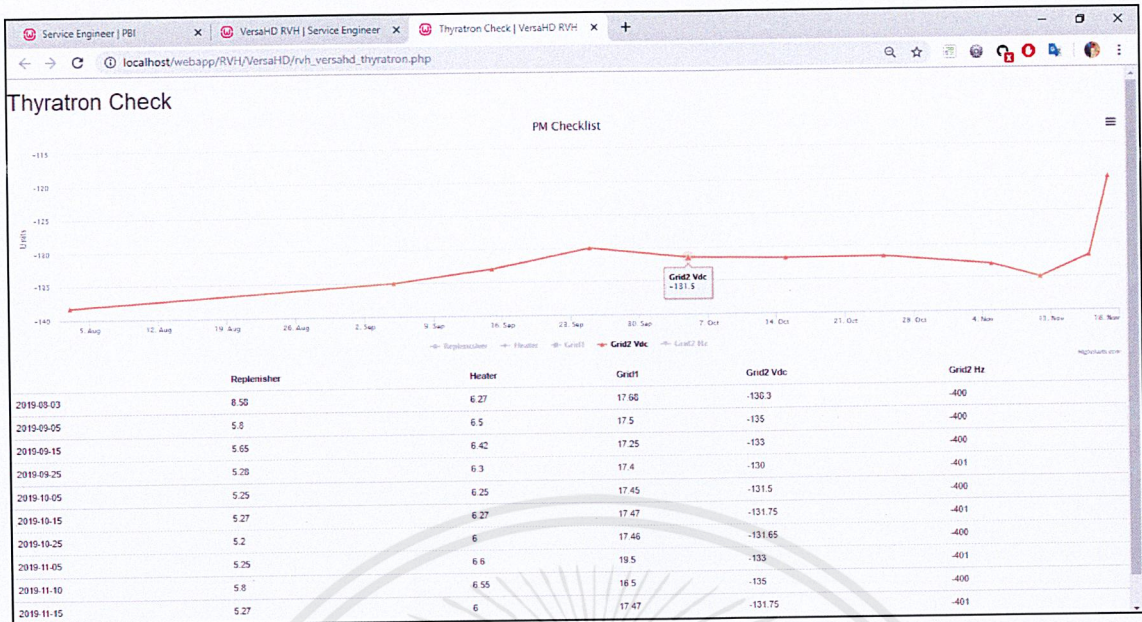 Service Engineer | PBI
VersaHD RVH | Service Engineer
Thyratron Check | VersaHD RVH
localhost/webapp/RVH/VersaHD/rvh_versahd_thyratron.php
Thyratron Check
PM Checklist
-115
-120
-125
-130
-135
-140
Units
Grid2 Vdc
-131.5
5. Aug 12. Aug 19. Aug 26. Aug 2. Sep 9. Sep 16. Sep 23. Sep 30. Sep 7. Oct 14. Oct 21. Oct 28. Oct 4. Nov 11. Nov 18. Nov
Replenisher Heater Grid1 Grid2 Vdc Grid2 Hz
Highcharts.com
Replenisher Heater Grid1 Grid2 Vdc Grid2 Hz
2019-08-03 8.58 6.27 17.68 -138.3 -400
2019-09-05 5.8 6.5 17.5 -135 -400
2019-09-15 5.65 6.42 17.25 -133 -400
2019-09-25 5.28 6.3 17.4 -130 -401
2019-10-05 5.25 6.25 17.45 -131.5 -400
2019-10-15 5.27 6.27 17.47 -131.75 -401
2019-10-25 5.2 6 17.46 -131.65 -400
2019-11-05 5.25 6.6 19.5 -133 -401
2019-11-10 5.8 6.55 16.5 -135 -400
2019-11-15 5.27 6 17.47 -131.75 -401